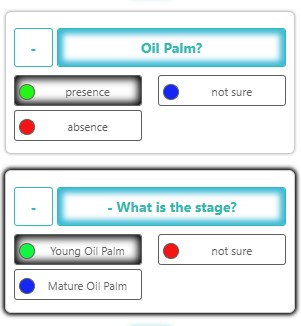 - Oil Palm?
presence not sure
absence
- - What is the stage?
Young Oil Palm not sure
Mature Oil Palm